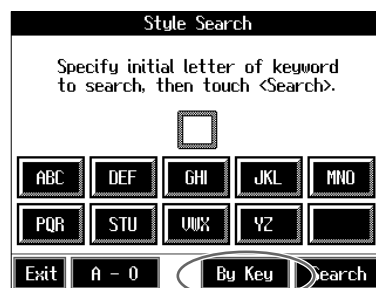 Style Search
Specify initial letter of keyword
to search, then touch <Search>.
ABC DEF GHI JKL MNO
PQR STU VWX YZ
Exit A - 0 By Key Search